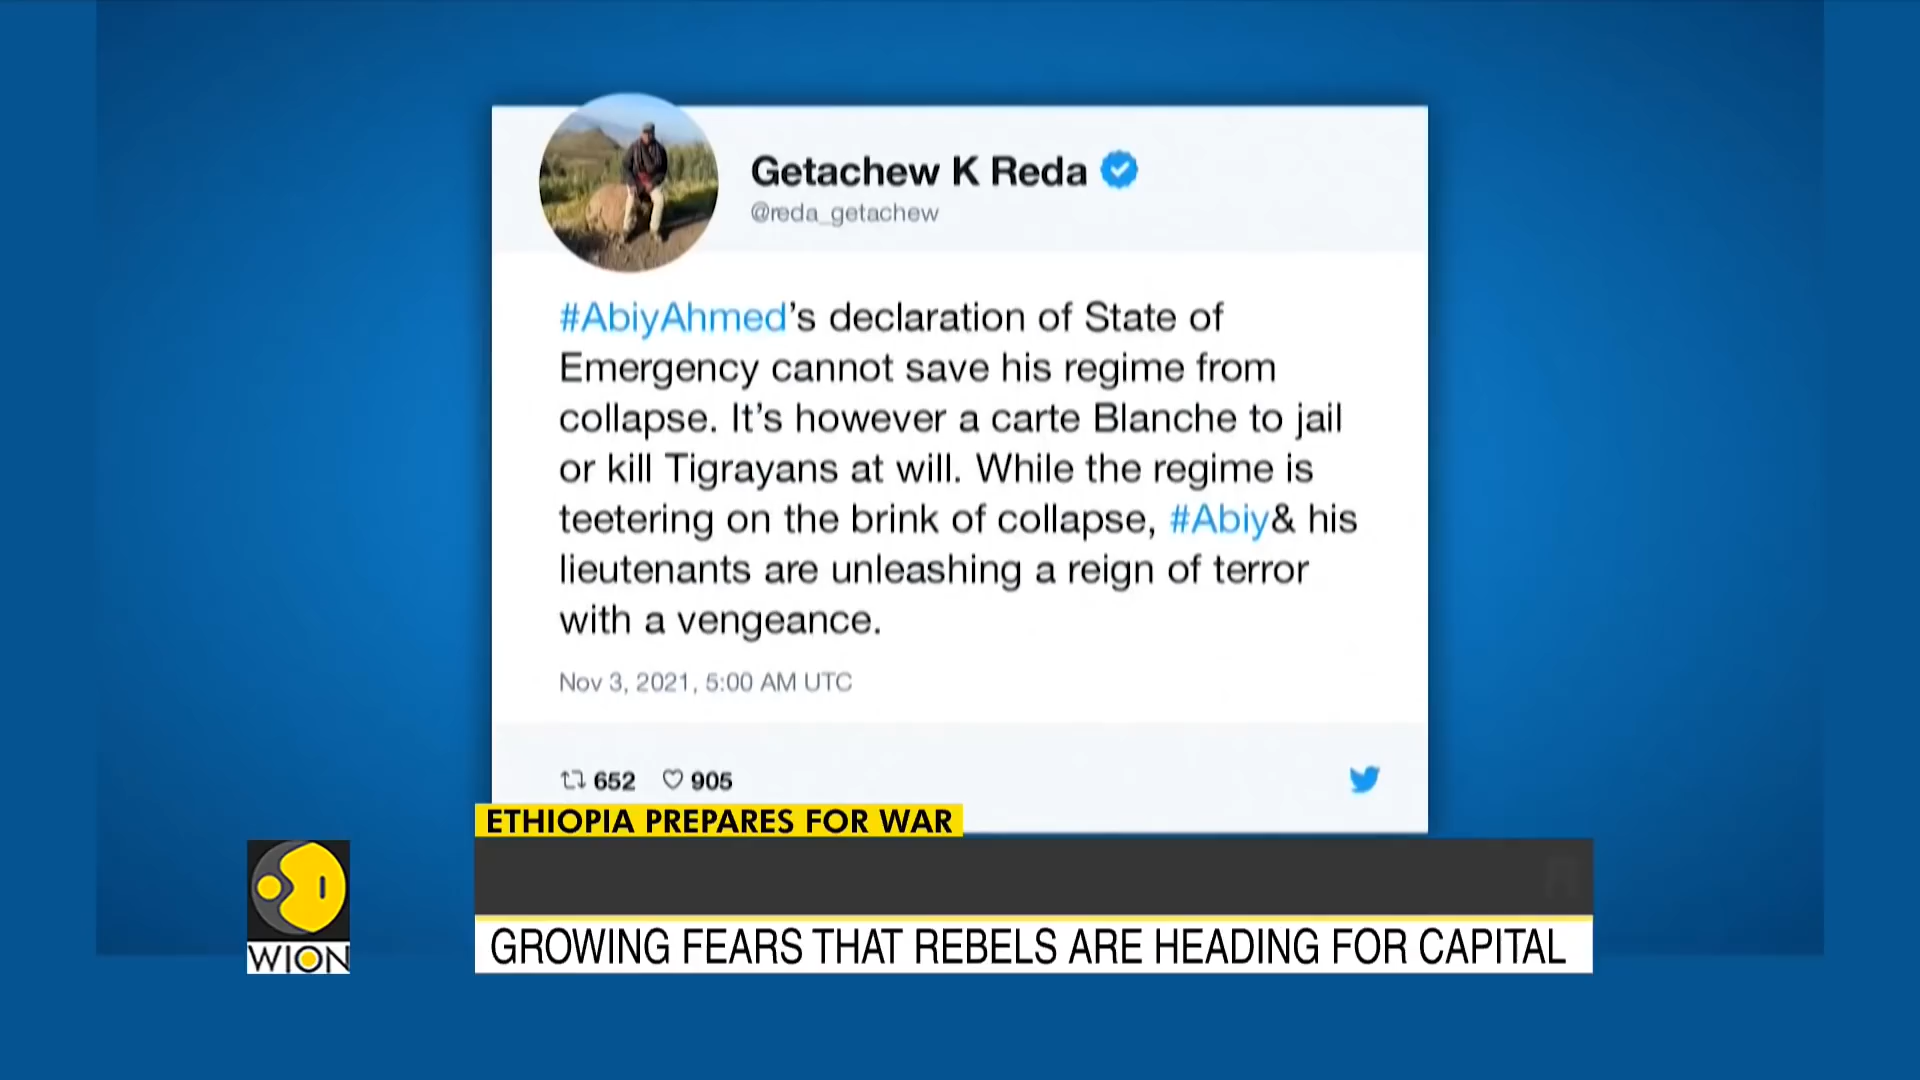 Getachew K Reda
@reda_getachew
#AbiyAhmed’s declaration of State of
Emergency cannot save his regime from
collapse. It’s however a carte Blanche to jail
or kill Tigrayans at will. While the regime is
teetering on the brink of collapse, #Abiy& his
lieutenants are unleashing a reign of terror
with a vengeance.
Nov 3, 2021, 5:00 AM UTC
652 905
ETHIOPIA PREPARES FOR WAR
GROWING FEARS THAT REBELS ARE HEADING FOR CAPITAL
WION